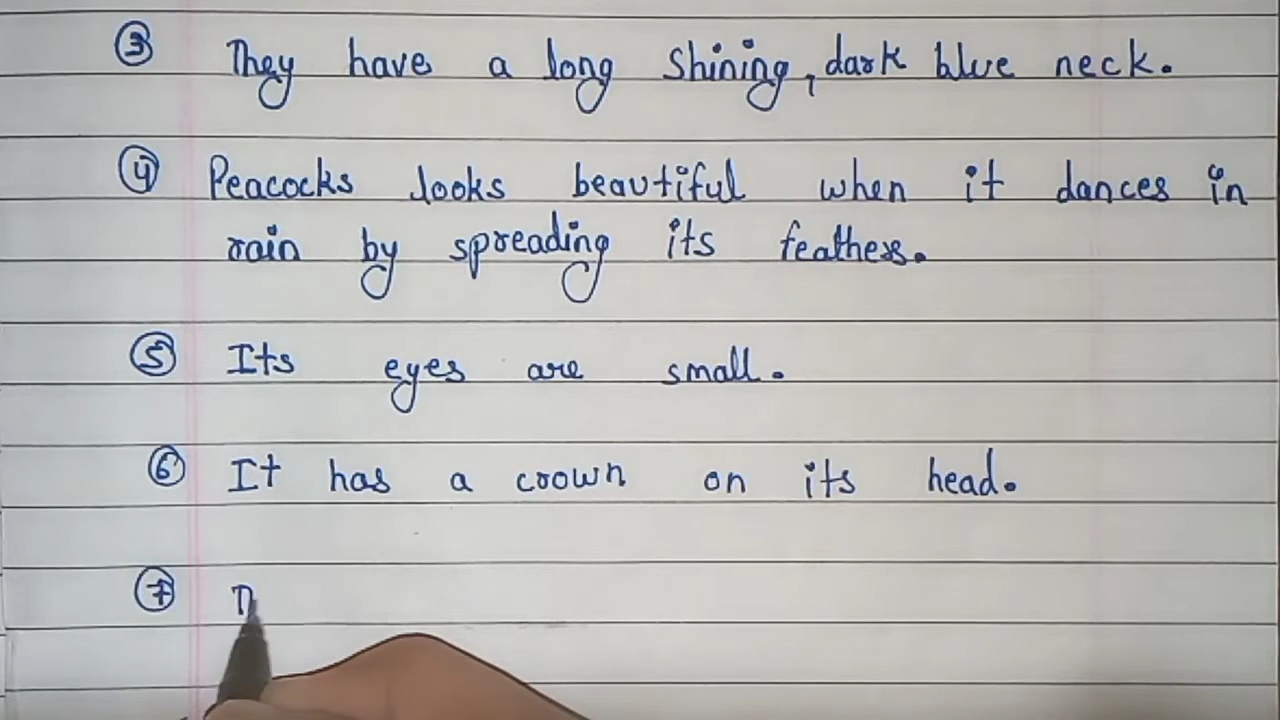 ③ They have a long shining, dark blue neck.
④ Peacocks looks beautiful when it dances in
rain by spreading its feathers.
⑤ Its eyes are small.
⑥ It has a crown on its head.
⑦